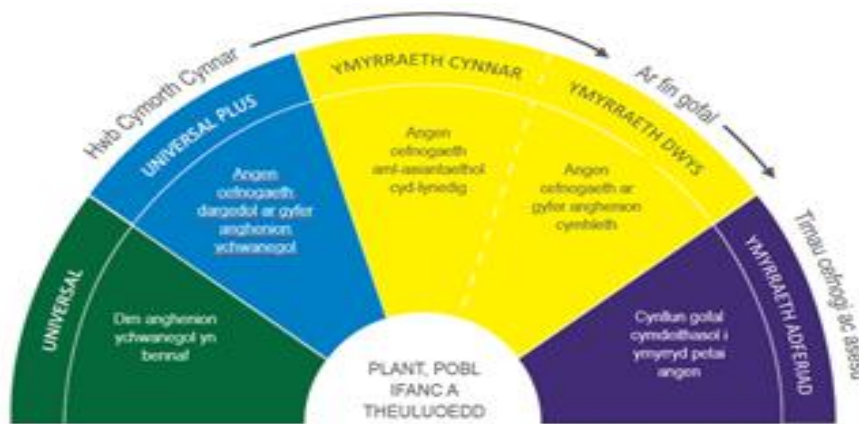 Hwb Cymorth Cynnar
Ar fin gofal
Timau cefnogi ac asesu
UNIVERSAL
UNIVERSAL PLUS
YMYRRAETH CYNNAR
YMYRRAETH DWYS
YMYRRAETH ADFERIAD
Dim anghenion
ychwanegol yn
bennaf
Angen
cefnogaeth
dargedol ar gyfer
anghenion
ychwanegol
Angen
cefnogaeth
aml-asiantaethol
cyd-lynedig
Angen
cefnogaeth ar
gyfer anghenion
cymhleth
Cynllun gofal
cymdeithasol i
ymyrryd petai
angen
PLANT, POBL
IFANC A
THEULUOEDD